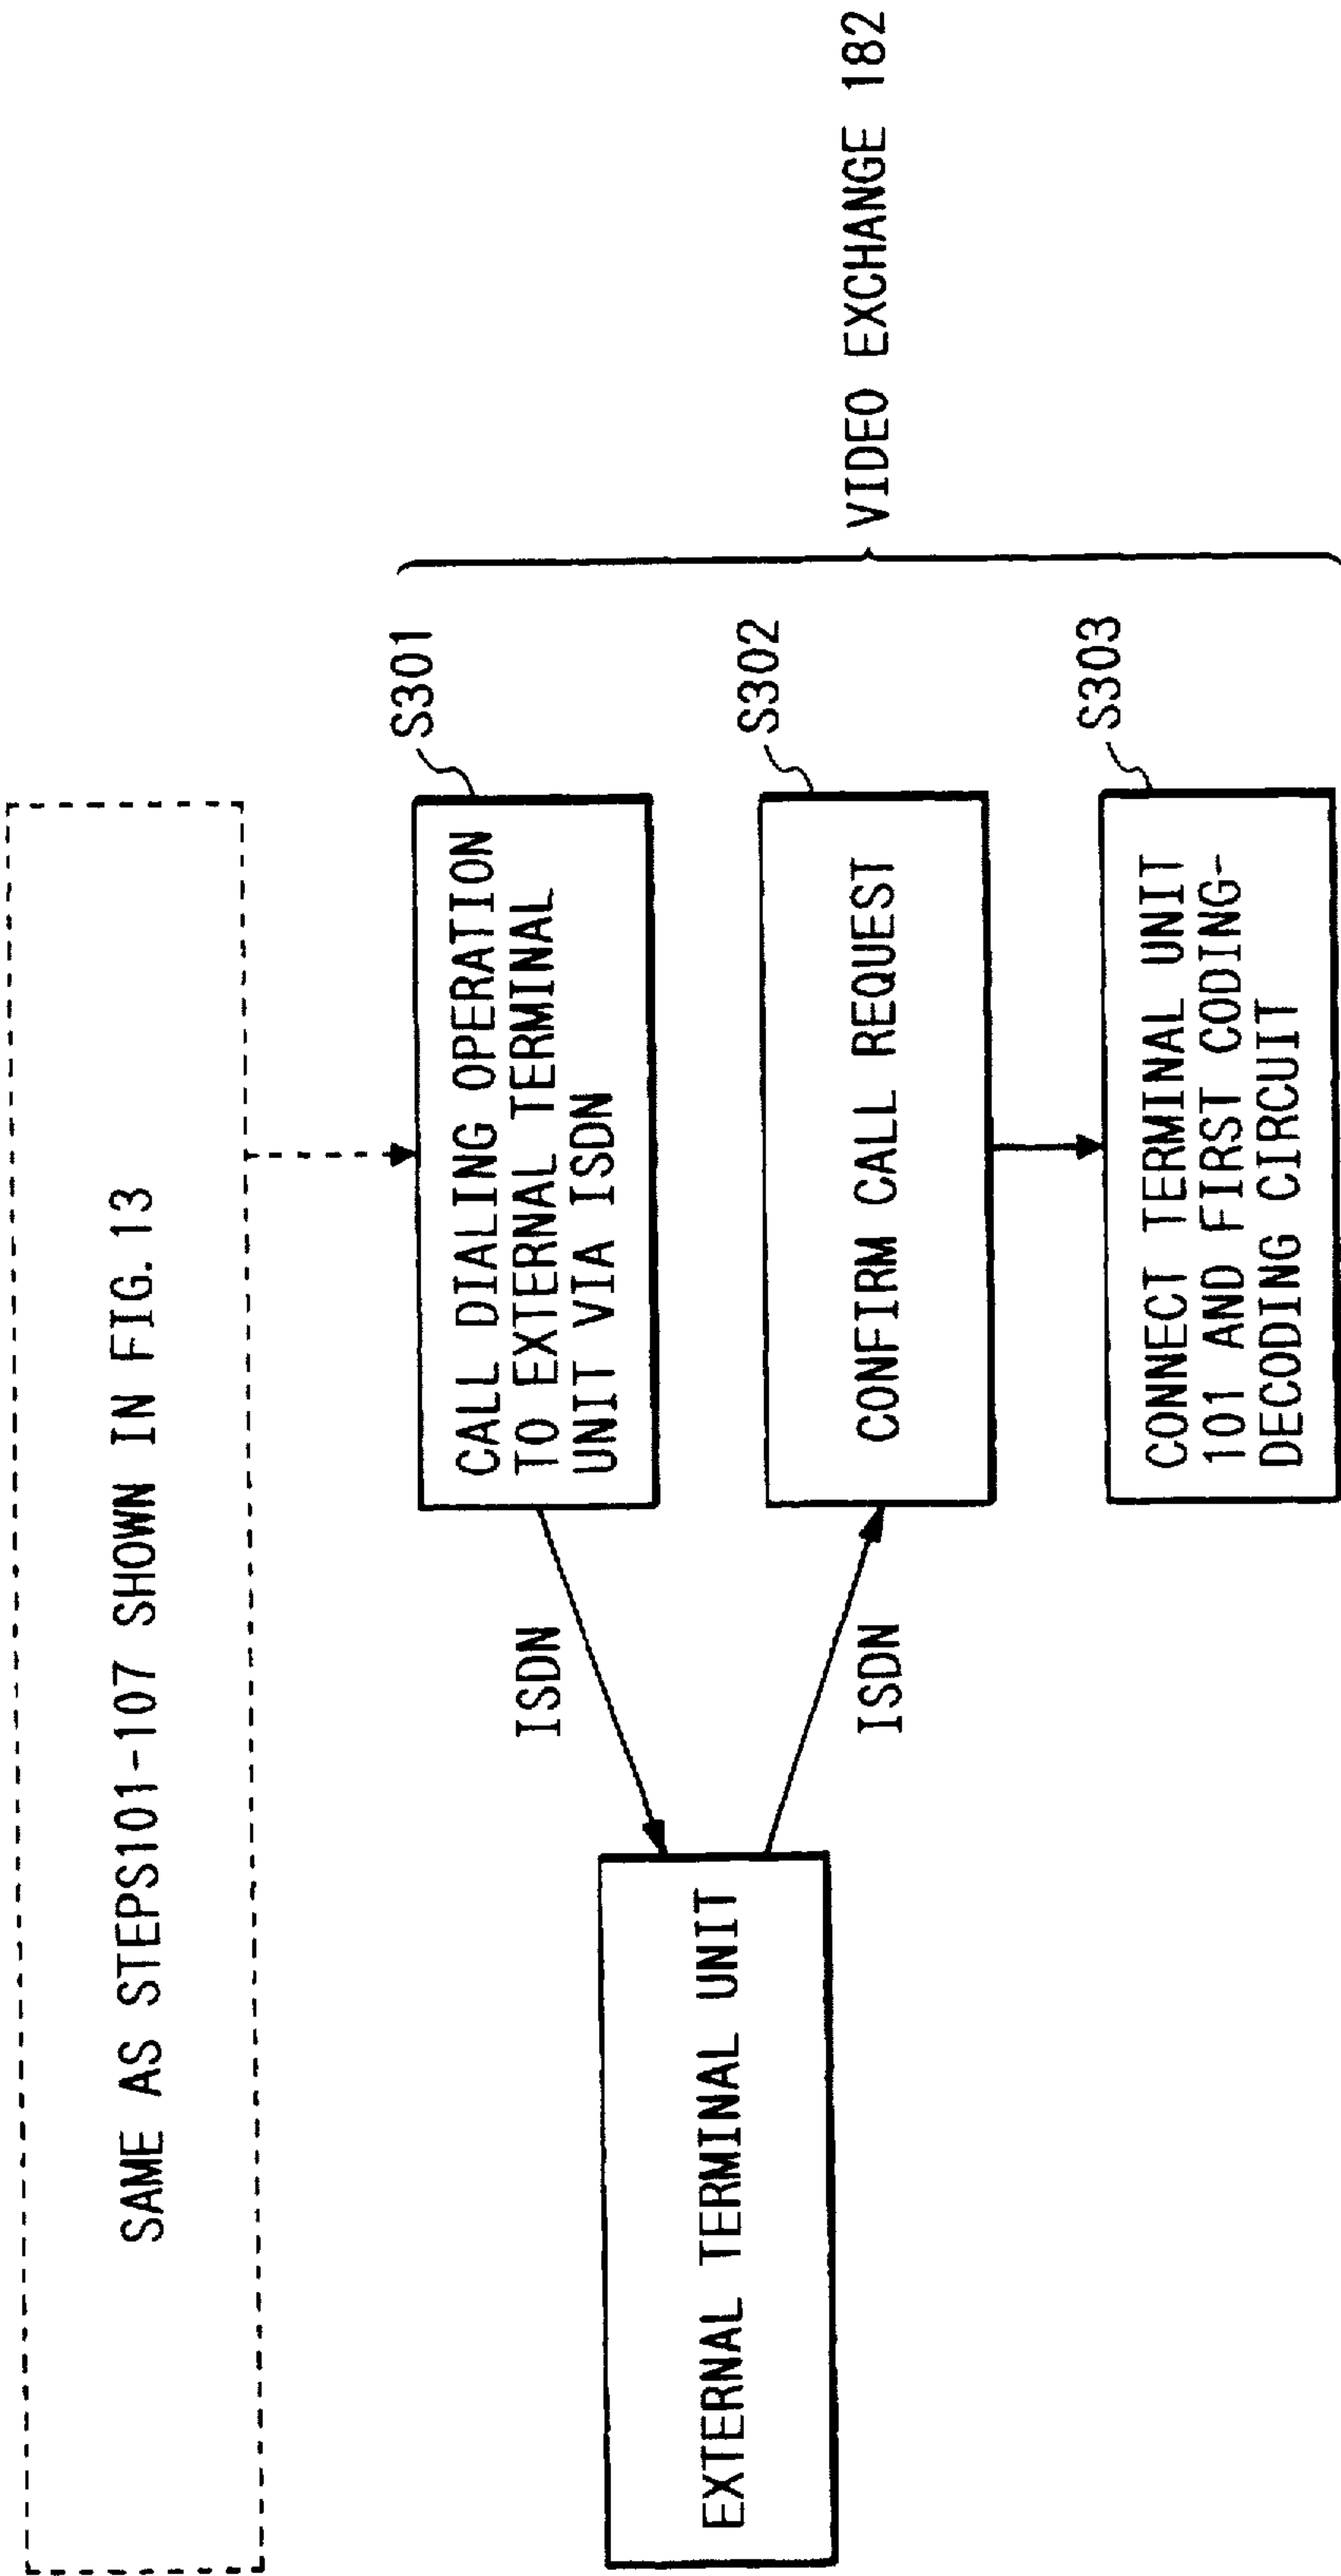 SAME AS STEPS101-107 SHOWN IN FIG.13
S301
CALL DIALING OPERATION
TO EXTERNAL TERMINAL
UNIT VIA ISDN
ISDN
EXTERNAL TERMINAL UNIT
ISDN
S302
CONFIRM CALL REQUEST
S303
CONNECT TERMINAL UNIT
101 AND FIRST CODING-
DECODING CIRCUIT
VIDEO EXCHANGE 182